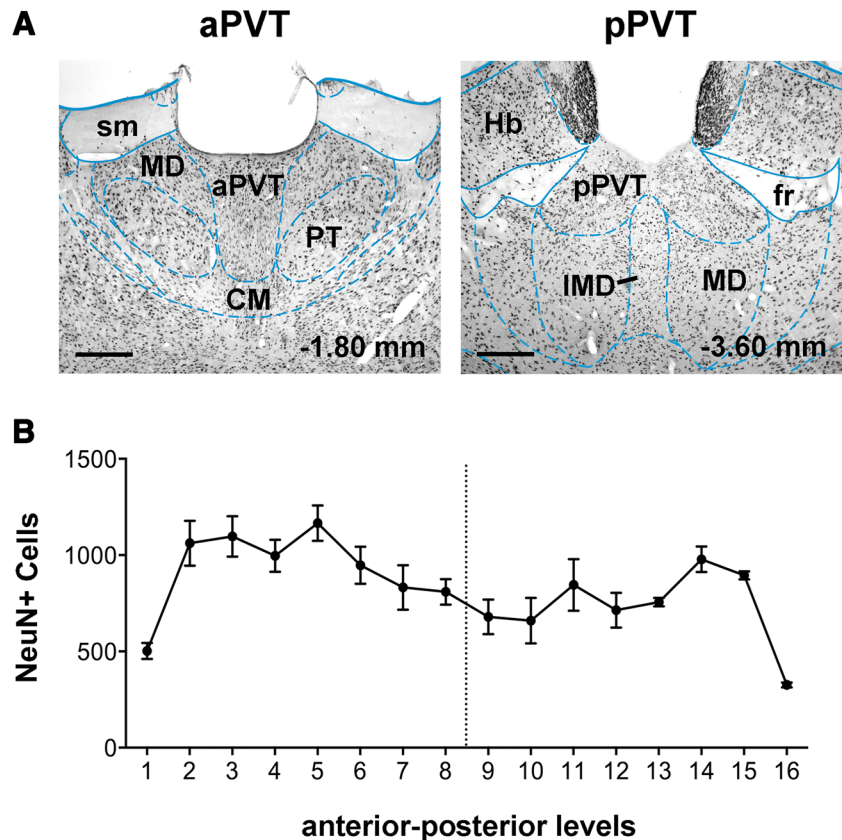 A
aPVT
pPVT
sm
MD
aPVT
PT
CM
-1.80 mm
Hb
pPVT
fr
IMD
MD
-3.60 mm
B
NeuN+ Cells
1500
1000
500
0
1 2 3 4 5 6 7 8 9 10 11 12 13 14 15 16
anterior-posterior levels